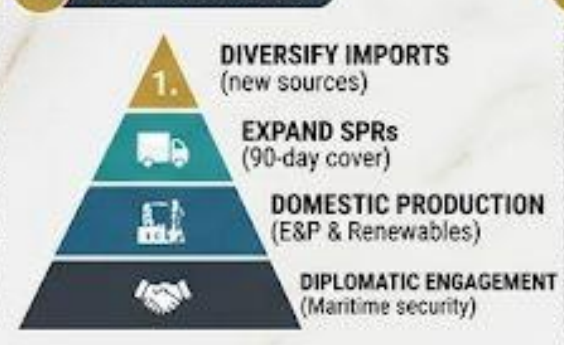 1.
DIVERSIFY IMPORTS
(new sources)
EXPAND SPRs
(90-day cover)
DOMESTIC PRODUCTION
(E&P & Renewables)
DIPLOMATIC ENGAGEMENT
(Maritime security)